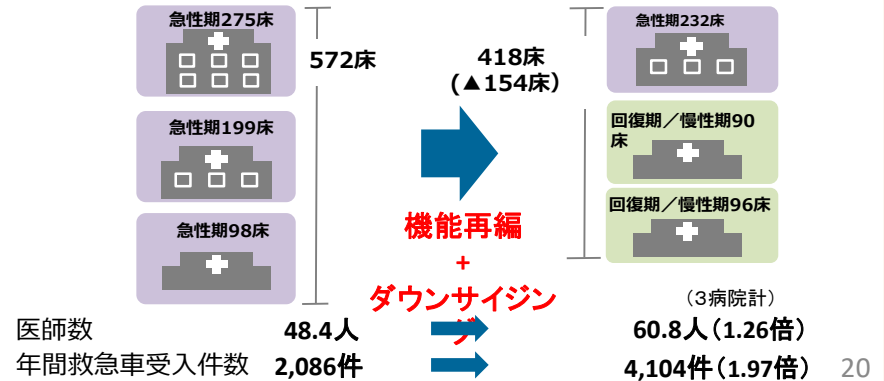 急性期275床
572床
急性期199床
急性期98床
418床
(▲154床)
機能再編
+
ダウンサイジン
グ
急性期232床
回復期／慢性期90
床
回復期／慢性期96床
（3病院計）
医師数 48.4人 60.8人（1.26倍）
年間救急車受入件数 2,086件 4,104件（1.97倍） 20